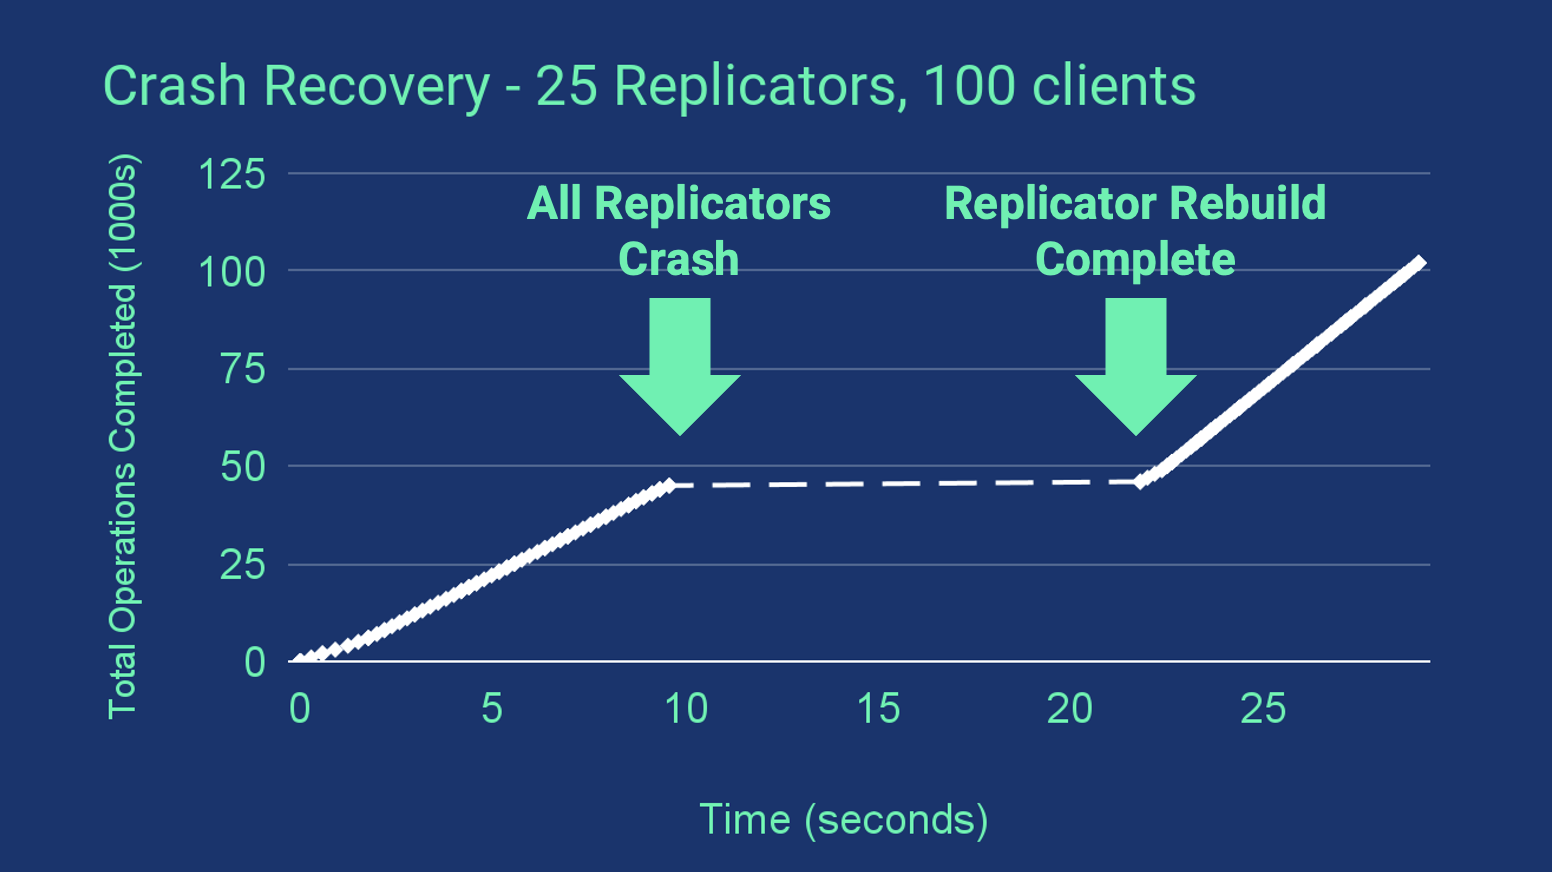 Crash Recovery - 25 Replicators, 100 clients
Total Operations Completed (1000s)
125
100
75
50
25
0
All Replicators
Crash
Replicator Rebuild
Complete
0 5 10 15 20 25
Time (seconds)